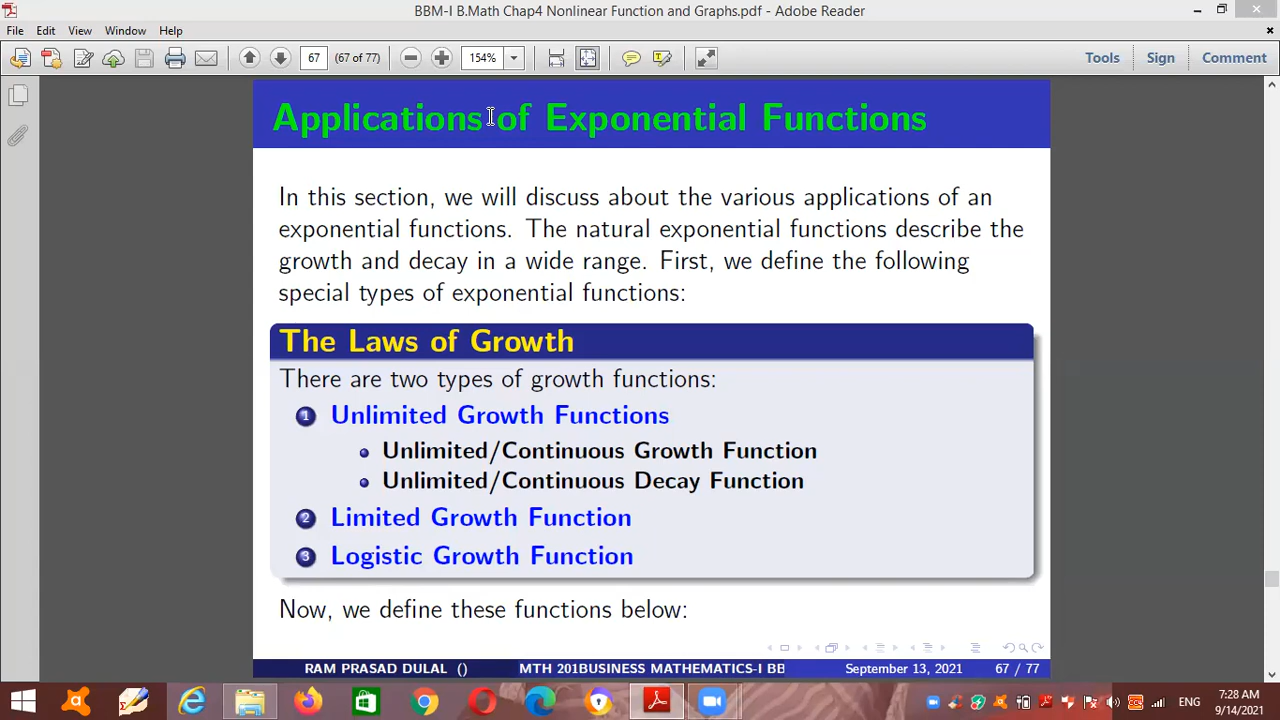 BBM-I B.Math Chap4 Nonlinear Function and Graphs.pdf - Adobe Reader
File Edit View Window Help
67 (67 of 77) 154% Tools Sign Comment
Applications of Exponential Functions
In this section, we will discuss about the various applications of an
exponential functions. The natural exponential functions describe the
growth and decay in a wide range. First, we define the following
special types of exponential functions:
The Laws of Growth
There are two types of growth functions:
1 Unlimited Growth Functions
Unlimited/Continuous Growth Function
Unlimited/Continuous Decay Function
2 Limited Growth Function
3 Logistic Growth Function
Now, we define these functions below:
RAM PRASAD DULAL () MTH 201BUSINESS MATHEMATICS-I BB September 13, 2021 67 / 77
ENG 7:28 AM
9/14/2021